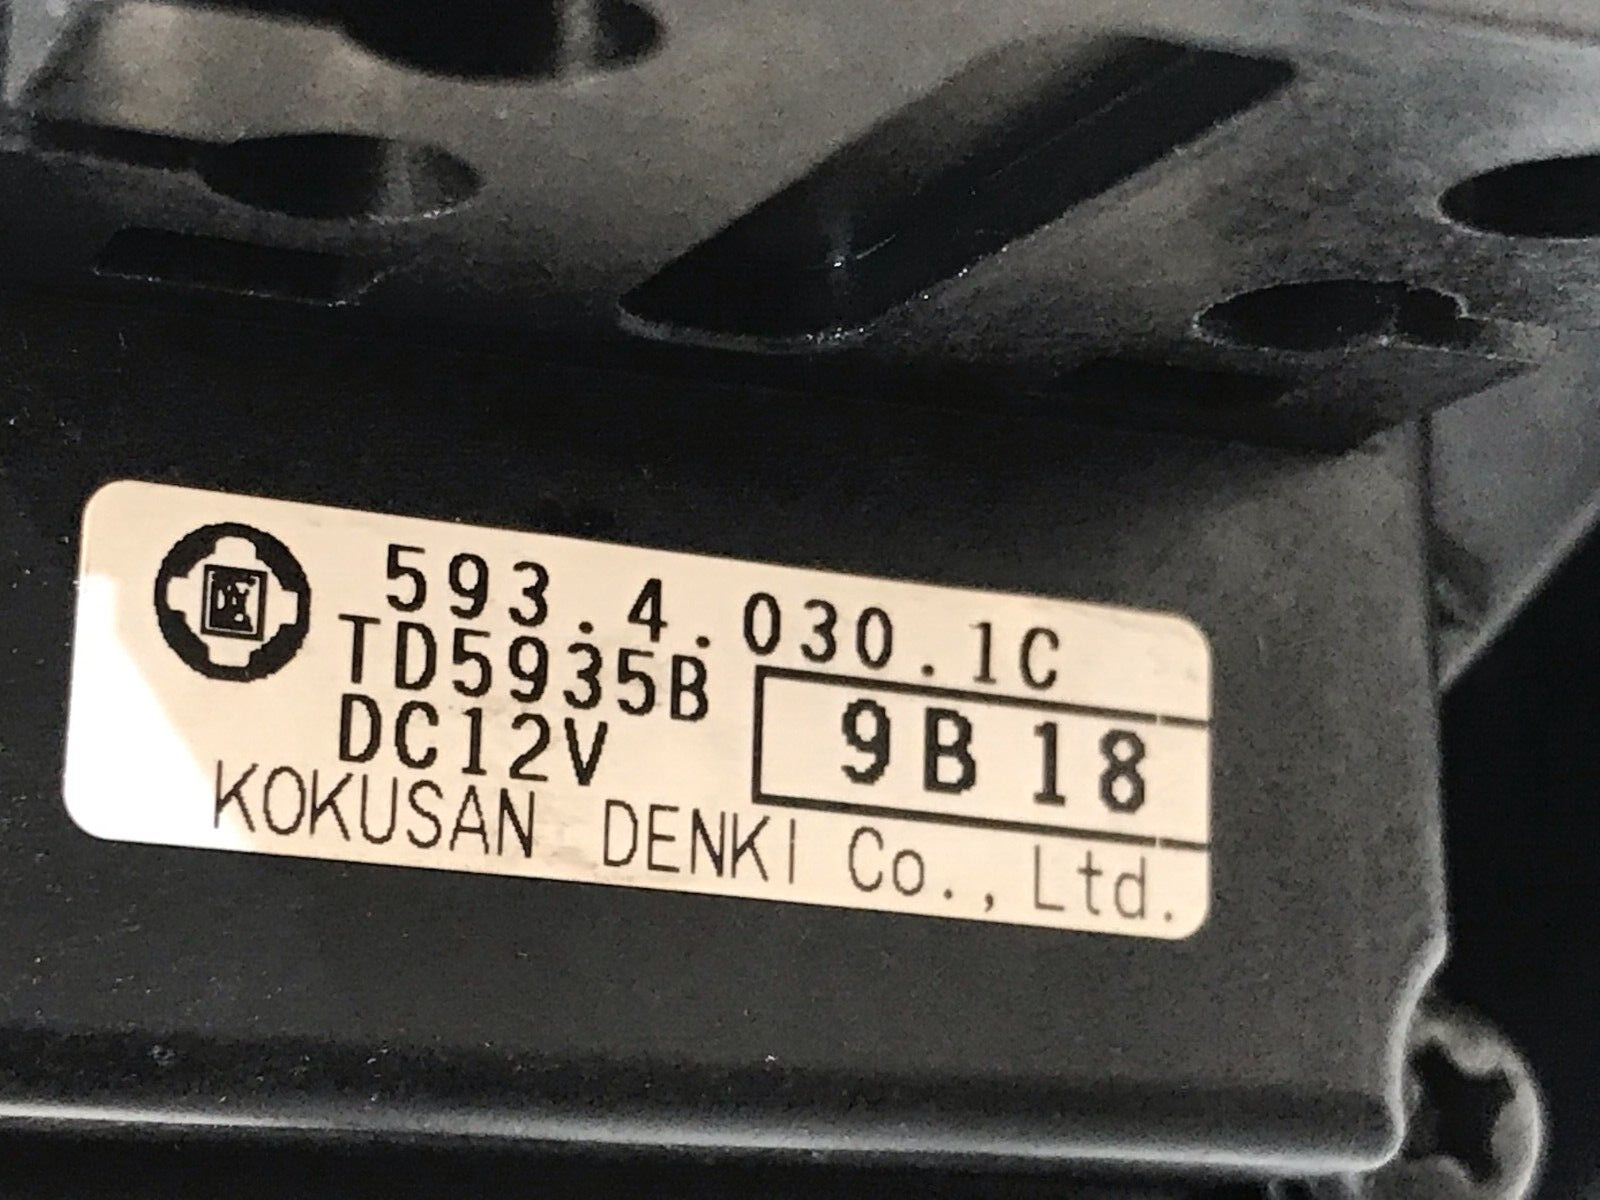 593.4.030.1C
TD5935B
DC12V
9B18
KOKUSAN DENKI Co., Ltd.